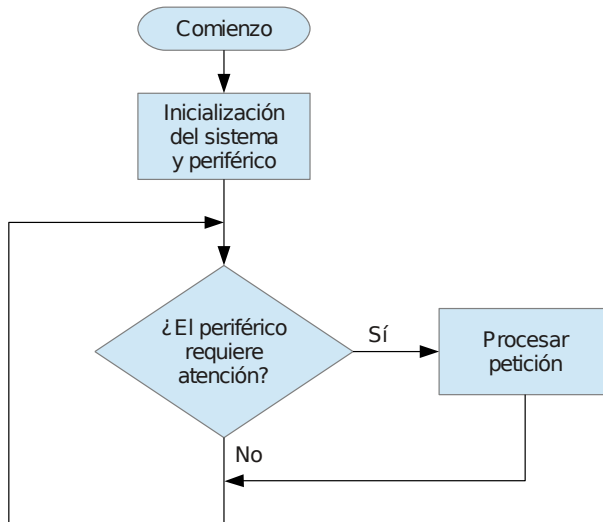 Comienzo
Inicialización
del sistema
y periférico
¿El periférico
requiere
atención?
Sí
Procesar
petición
No